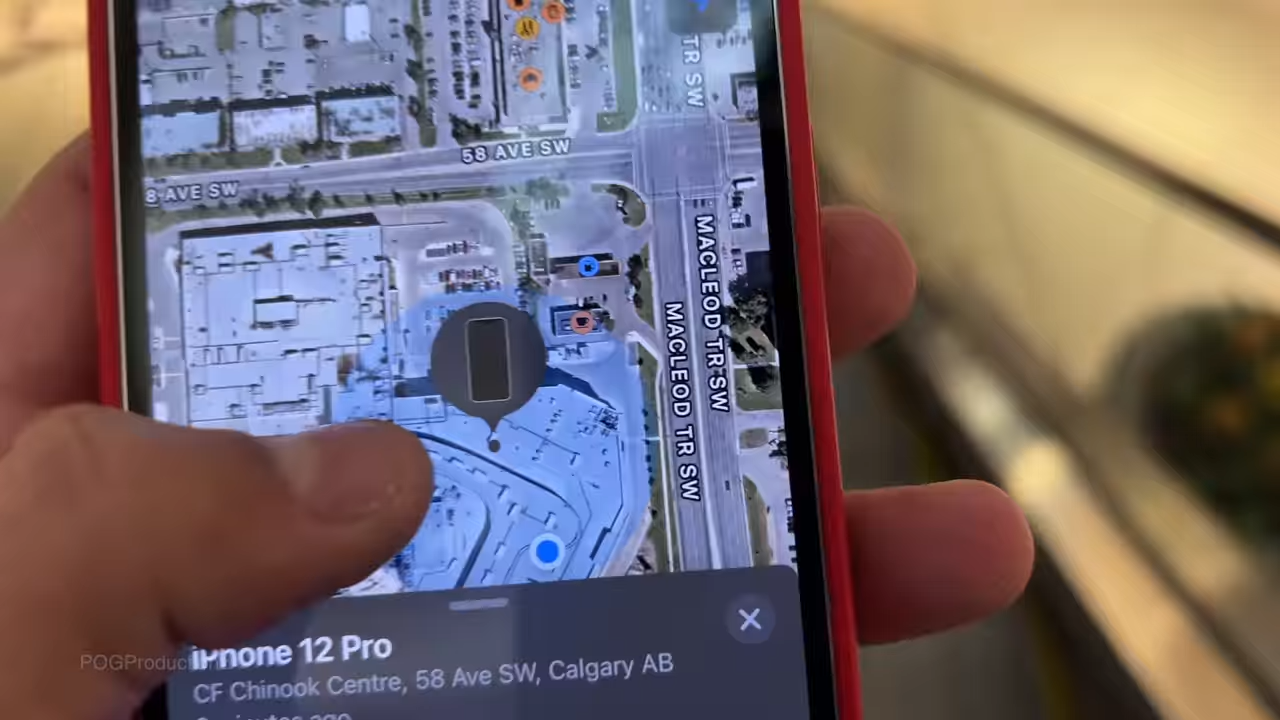 TR SW
58 AVE SW
8 AVE SW
MACLEOD TR SW
MACLEOD TR SW
iPhone 12 Pro
CF Chinook Centre, 58 Ave SW, Calgary AB
POGProduct